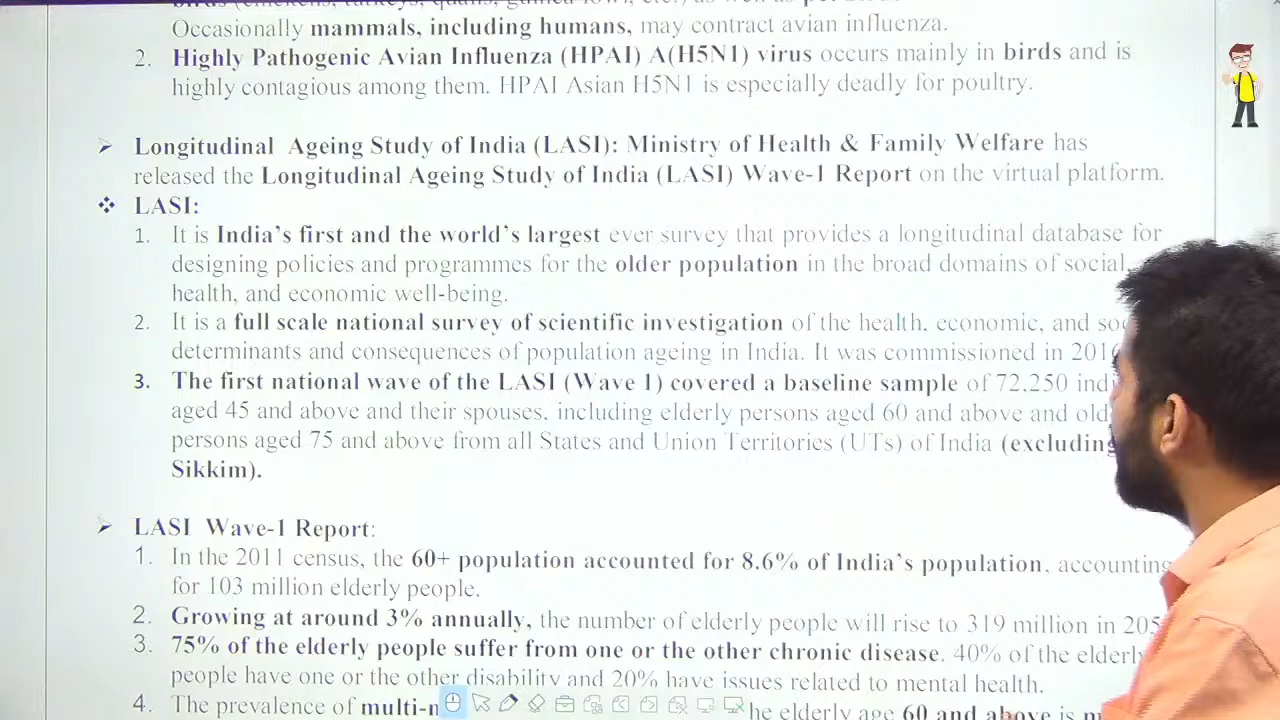 Occasionally mammals, including humans, may contract avian influenza.
2. Highly Pathogenic Avian Influenza (HPAI) A(H5N1) virus occurs mainly in birds and is
highly contagious among them. HPAI Asian H5N1 is especially deadly for poultry.
➢ Longitudinal Ageing Study of India (LASI): Ministry of Health & Family Welfare has
released the Longitudinal Ageing Study of India (LASI) Wave-1 Report on the virtual platform.
❖ LASI:
1. It is India's first and the world's largest ever survey that provides a longitudinal database for
designing policies and programmes for the older population in the broad domains of social,
health, and economic well-being.
2. It is a full scale national survey of scientific investigation of the health, economic, and
determinants and consequences of population ageing in India. It was commissioned in
3. The first national wave of the LASI (Wave 1) covered a baseline sample of 72,250
aged 45 and above and their spouses, including elderly persons aged 60 and above and
persons aged 75 and above from all States and Union Territories (UTs) of India (excluding
Sikkim).
➢ LASI Wave-1 Report:
1. In the 2011 census, the 60+ population accounted for 8.6% of India's population, accounting
for 103 million elderly people.
2. Growing at around 3% annually, the number of elderly people will rise to 319 million in
3. 75% of the elderly people suffer from one or the other chronic disease. 40% of the elderly
people have one or the other disability and 20% have issues related to mental health.
4. The prevalence of the elderly age 60 and above is